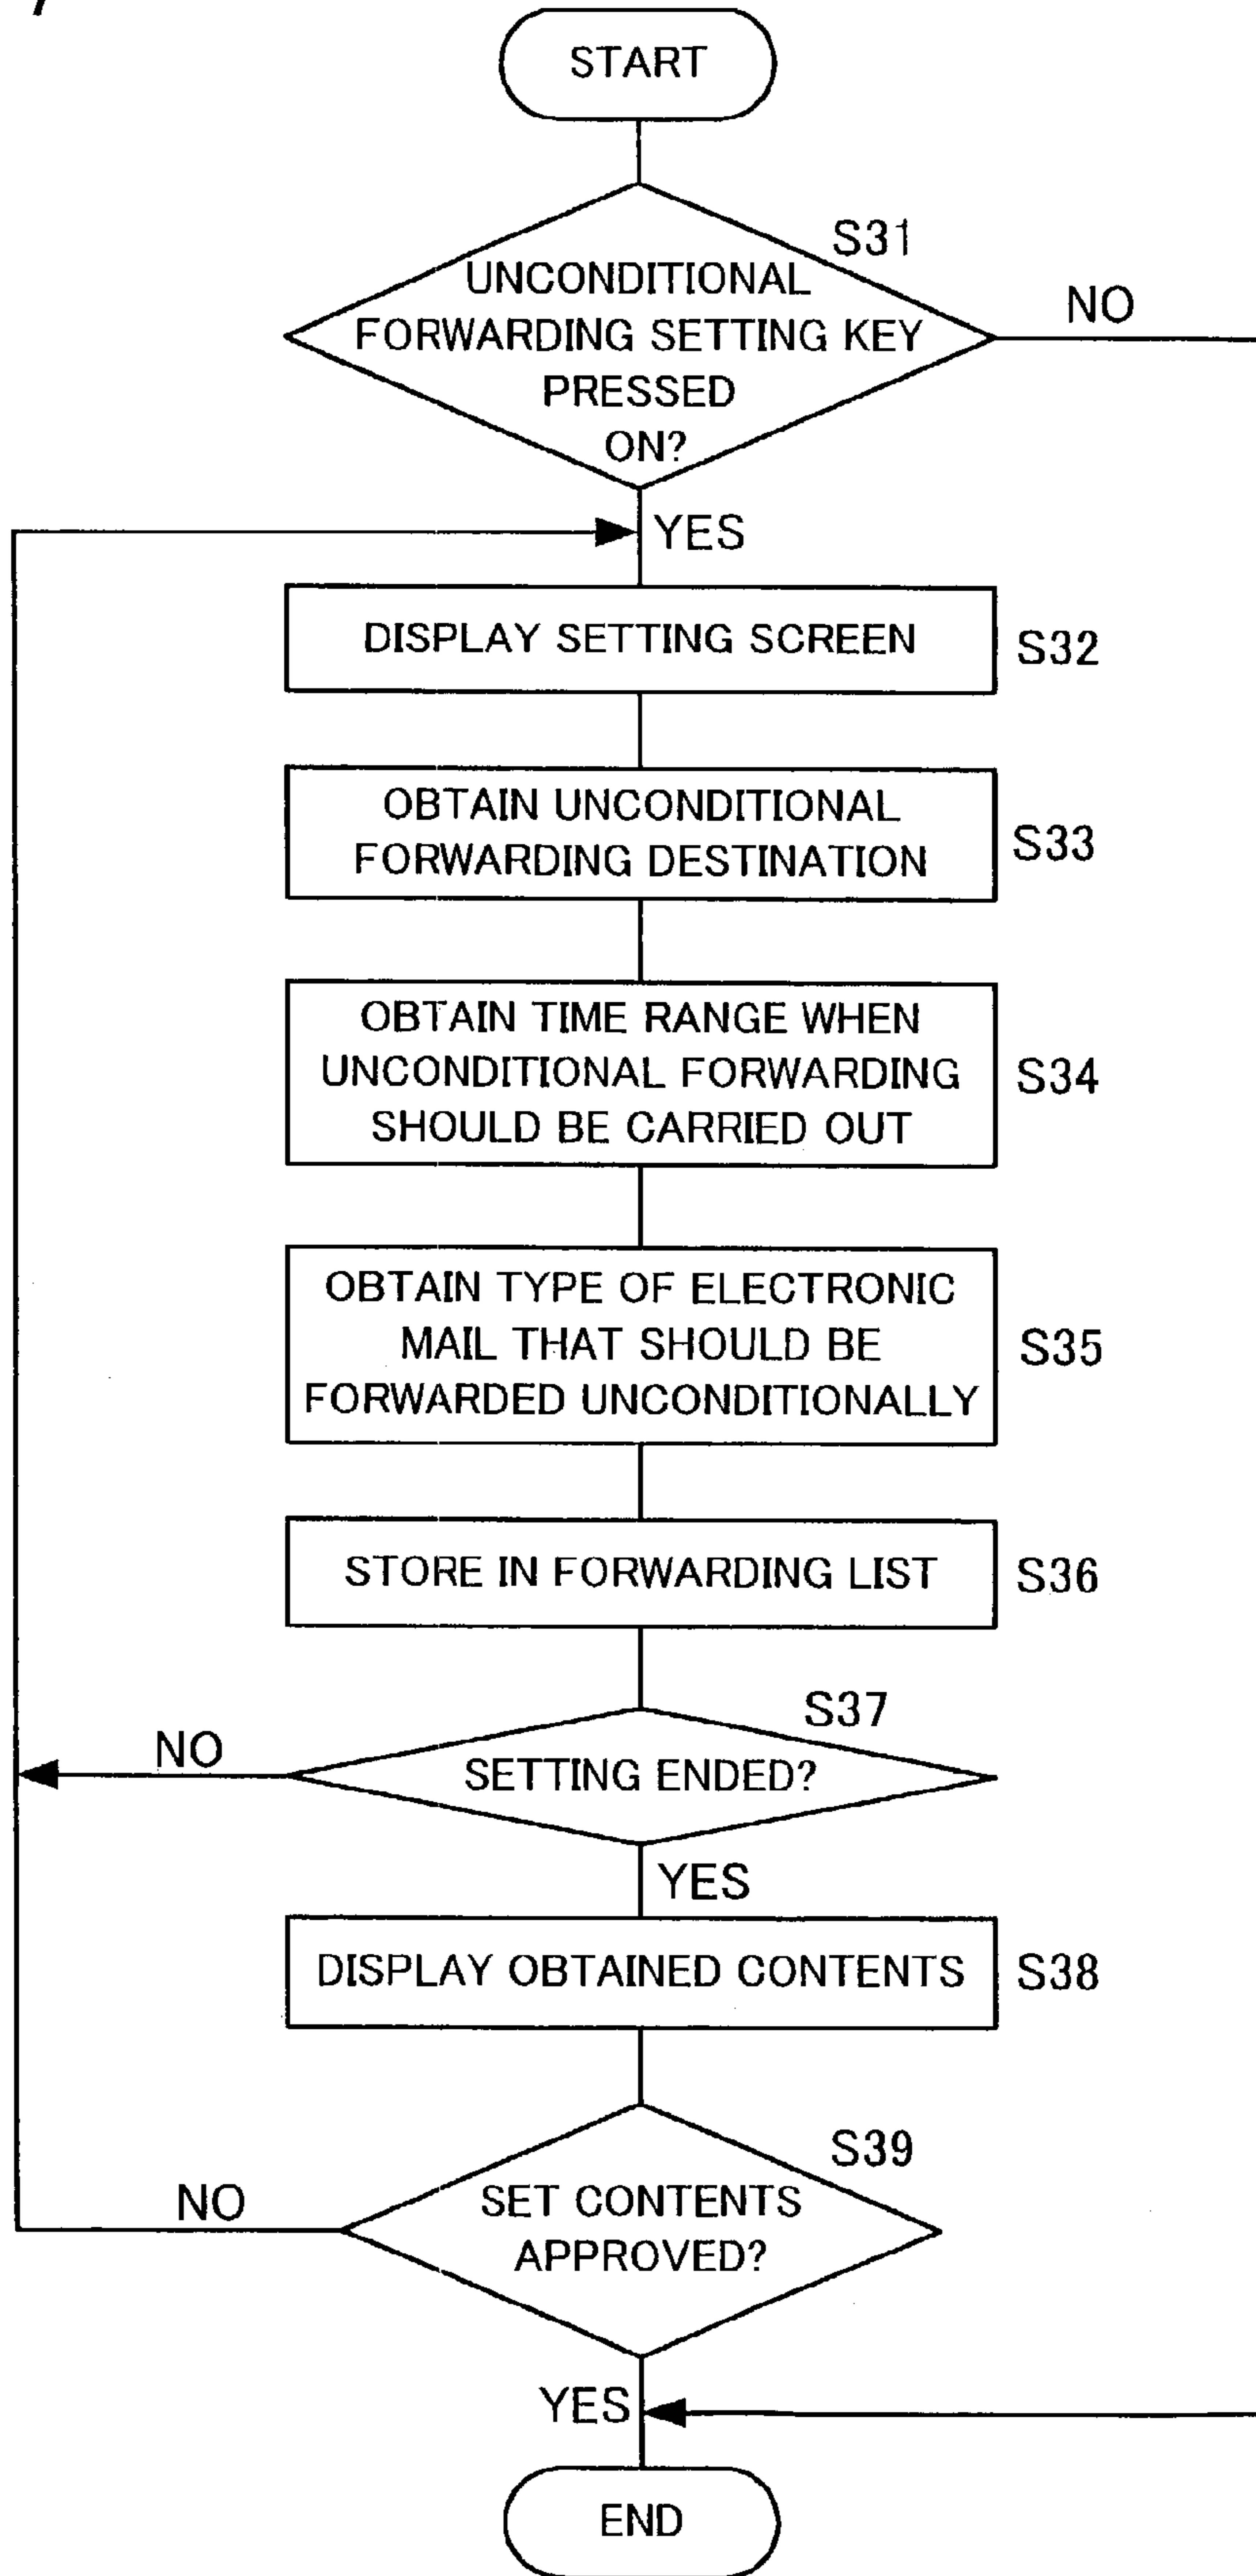 START
S31
UNCONDITIONAL
FORWARDING SETTING KEY
PRESSED
ON?
NO
YES
DISPLAY SETTING SCREEN
S32
OBTAIN UNCONDITIONAL
FORWARDING DESTINATION
S33
OBTAIN TIME RANGE WHEN
UNCONDITIONAL FORWARDING
SHOULD BE CARRIED OUT
S34
OBTAIN TYPE OF ELECTRONIC
MAIL THAT SHOULD BE
FORWARDED UNCONDITIONALLY
S35
STORE IN FORWARDING LIST
S36
S37
NO
SETTING ENDED?
YES
DISPLAY OBTAINED CONTENTS
S38
S39
NO
SET CONTENTS
APPROVED?
YES
END